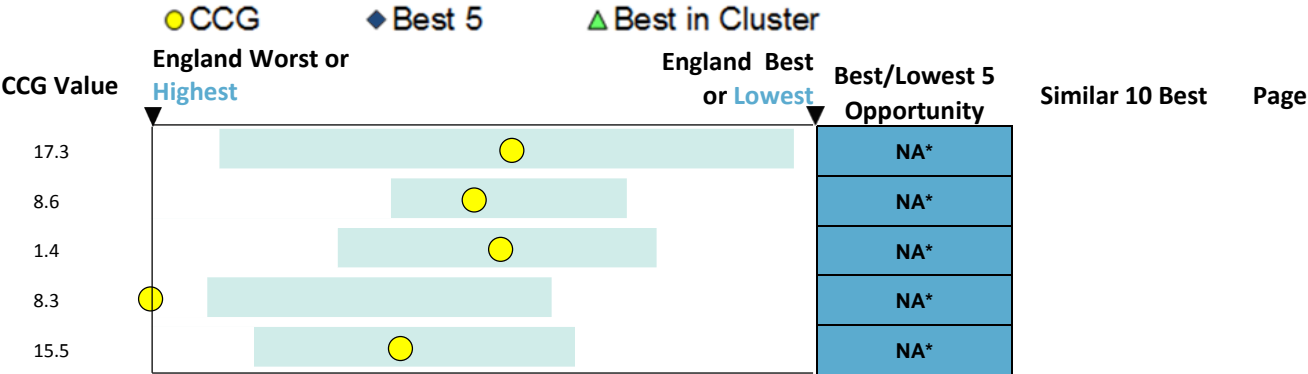 CCG Best 5 Best in Cluster
CCG Value
England Worst or
Highest
England Best
or Lowest
Best/Lowest 5
Opportunity
Similar 10 Best
Page
17.3 NA*
8.6 NA*
1.4 NA*
8.3 NA*
15.5 NA*